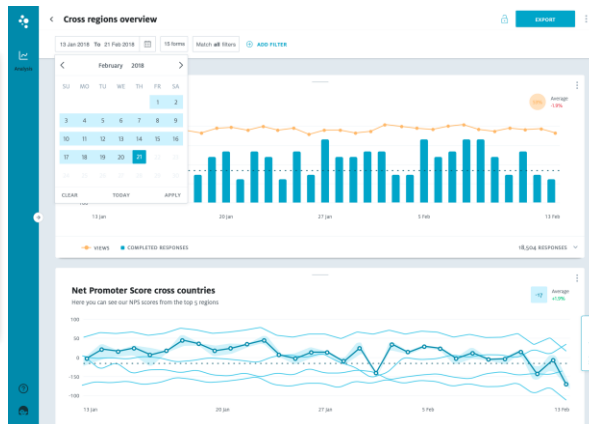 Cross regions overview
EXPORT
13 Jan 2018 To 21 Feb 2018
15 forms
Match all filters
ADD FILTER
Analysis
February 2018
SU MO TU WE TH FR SA
1 2
3 4 5 6 7 8 9
10 11 12 13 14 15 16
17 18 19 20 21
CLEAR TODAY APPLY
Average
-1.9%
13 Jan 20 Jan 27 Jan 3 Feb 13 Feb
VIEWS COMPLETED RESPONSES
18,504 RESPONSES
Net Promoter Score cross countries
Here you can see our NPS scores from the top 5 regions
Average
+1.9%
100
50
0
-150
-100
13 Jan 20 Jan 27 Jan 3 Feb 13 Feb